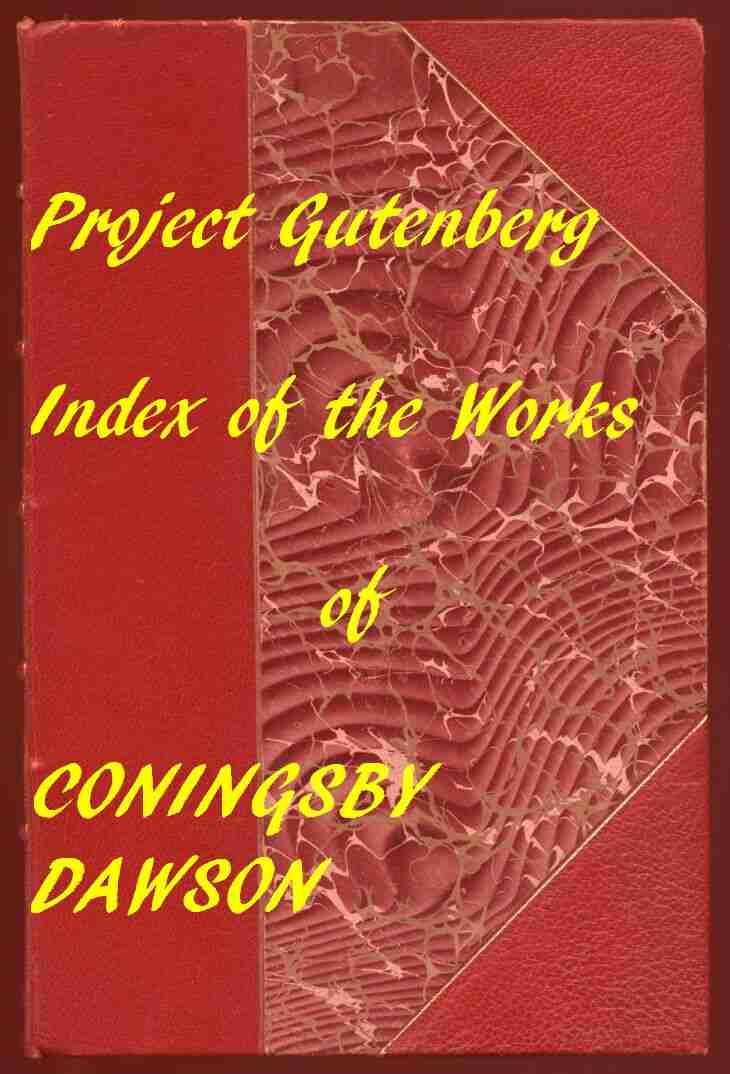 Project Gutenberg
Index of the Works
of
CONINGSBY
DAWSON